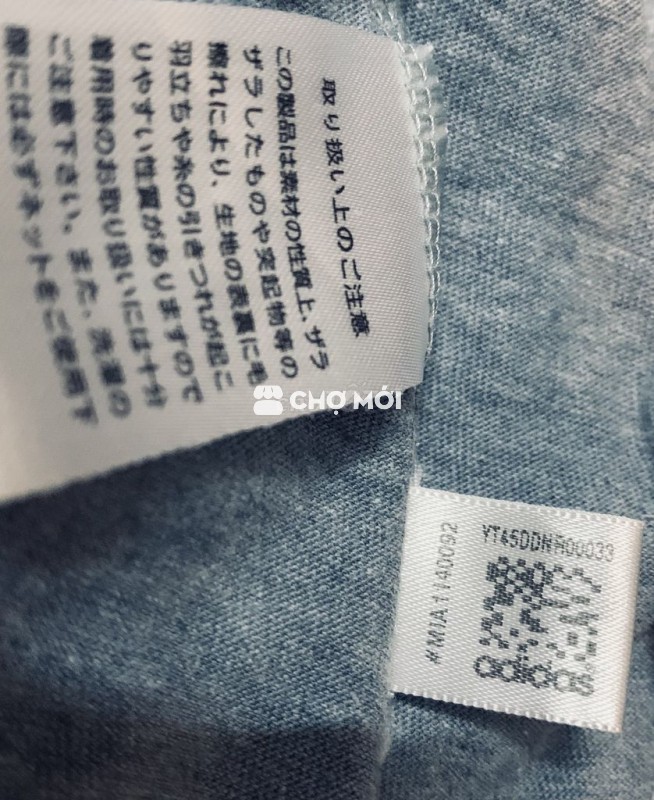 取り扱い上のご注意
この製品は素材の性質上、ザラ
ザラしたものや突起物等の
擦れにより、生地の表裏に毛
羽立ちや糸の引きつれが起こ
りやすい性質がありますので
着用時のお取り扱いには十分
ご注意下さい。また、洗濯の
際には必ずネットをご使用下
CHỢ MỚI
#MIA1140092
adidas